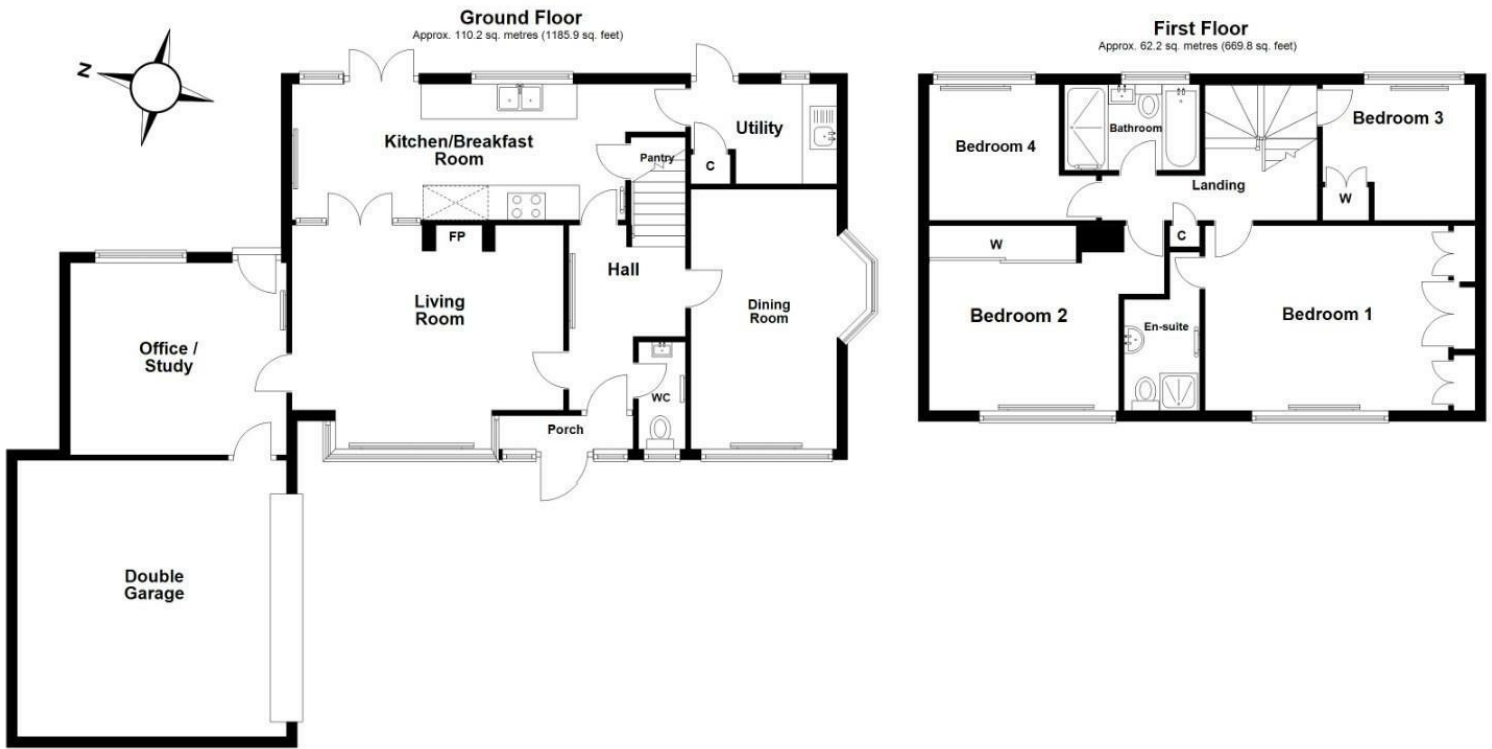 Ground Floor
Approx. 110.2 sq. metres (1185.9 sq. feet)
N
Kitchen/Breakfast
Room
Utility
Pantry
C
FP
Hall
Living
Room
Dining
Room
Office /
Study
WC
Porch
Double
Garage
First Floor
Approx. 62.2 sq. metres (669.8 sq. feet)
Bedroom 4
Bathroom
Bedroom 3
Landing
W
C
W
Bedroom 2
En-suite
Bedroom 1